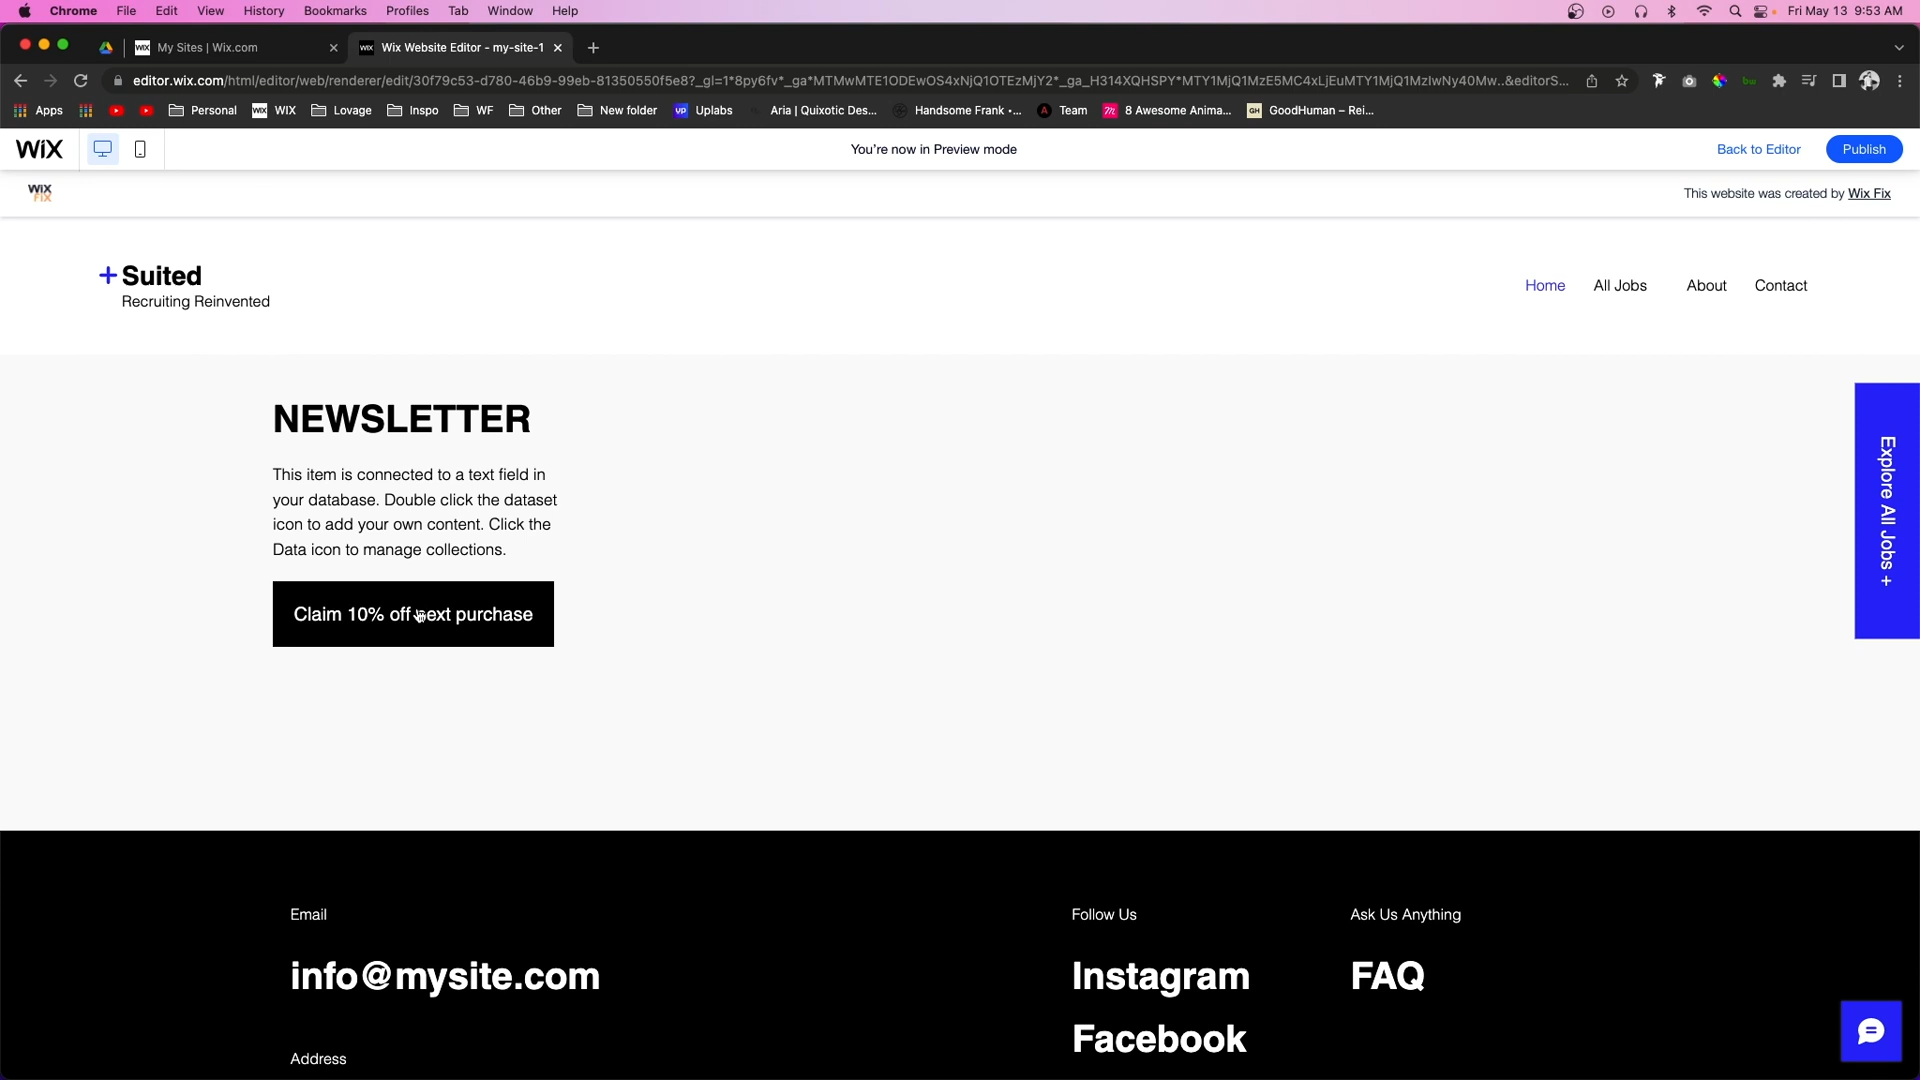 Chrome File Edit View History Bookmarks Profiles Tab Window Help Fri May 13 9:53 AM
WIX My Sites | Wix.com WIX Wix Website Editor - my-site-1
editor.wix.com/html/editor/web/renderer/edit/30f79c53-d780-46b9-99eb-81350550f5e8?_gl=1*8py6fv*_ga*MTMwMTE1ODEwOS4xNjQ1OTEzMjY2*_ga_H314XQHSPY*MTY1MjQ1MzE5MC4xLjEuMTY1MjQ1MzIwNy40Mw..&editorS...
Apps Personal WIX WIX Lovage Inspo WF Other New folder UP Uplabs Aria | Quixotic Des... Handsome Frank •... A Team 8 Awesome Anima... GH GoodHuman – Rei...
WIX You're now in Preview mode Back to Editor Publish
WIX FIX This website was created by Wix Fix
+ Suited
Recruiting Reinvented
Home All Jobs About Contact
NEWSLETTER
This item is connected to a text field in
your database. Double click the dataset
icon to add your own content. Click the
Data icon to manage collections.
Claim 10% off next purchase
Explore All Jobs +
Email Follow Us Ask Us Anything
info@mysite.com Instagram FAQ
Facebook
Address